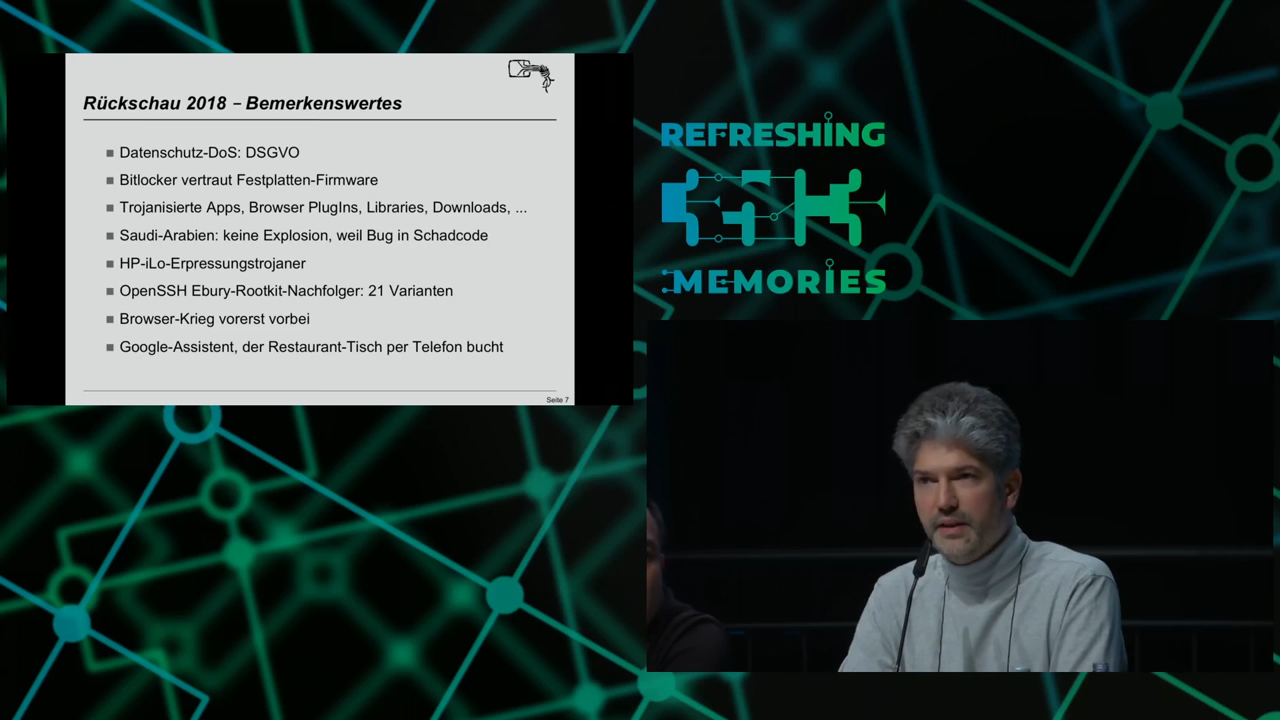 Rückschau 2018 – Bemerkenswertes
Datenschutz-DoS: DSGVO
Bitlocker vertraut Festplatten-Firmware
Trojanisierte Apps, Browser PlugIns, Libraries, Downloads, ...
Saudi-Arabien: keine Explosion, weil Bug in Schadcode
HP-iLo-Erpressungstrojaner
OpenSSH Ebury-Rootkit-Nachfolger: 21 Varianten
Browser-Krieg vorerst vorbei
Google-Assistent, der Restaurant-Tisch per Telefon bucht
Seite 7
REFRESHING
MEMORIES